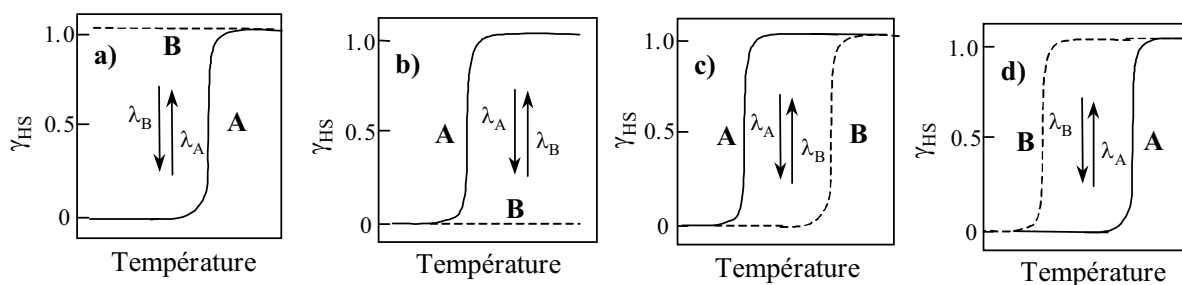 a)
1.0
0.5
0
γHS
B
A
λB
λA
Température
b)
1.0
0.5
0
γHS
A
B
λA
λB
Température
c)
1.0
0.5
0
γHS
A
B
λA
λB
Température
d)
1.0
0.5
0
γHS
B
A
λB
λA
Température